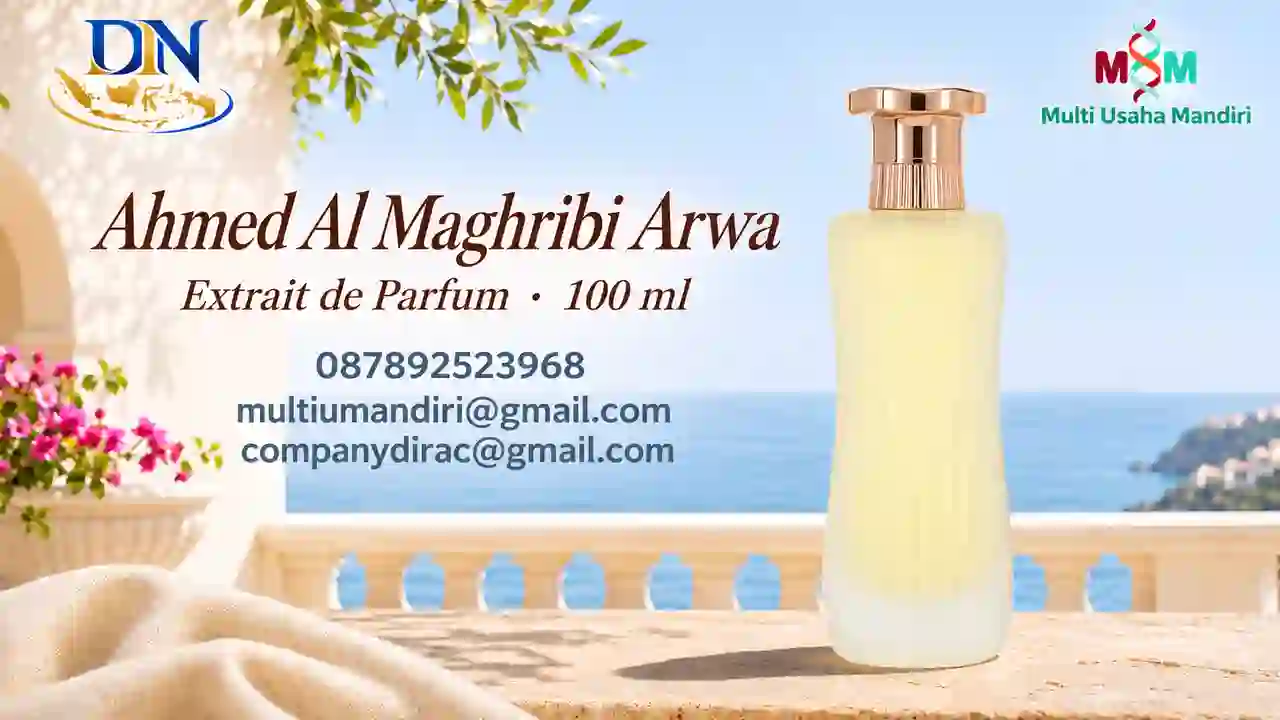 DN
MSM
Multi Usaha Mandiri
Ahmed Al Maghribi Arwa
Extrait de Parfum • 100 ml
087892523968
multiumandiri@gmail.com
companydirac@gmail.com